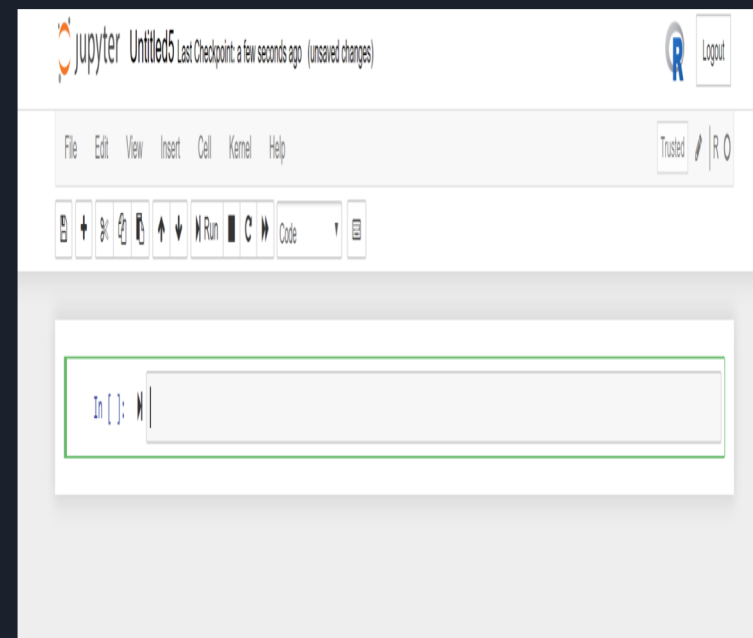 jupyter Untitled5 Last Checkpoint: a few seconds ago (unsaved changes) R Logout
File Edit View Insert Cell Kernel Help Trusted R
Run Code
In [ ]: